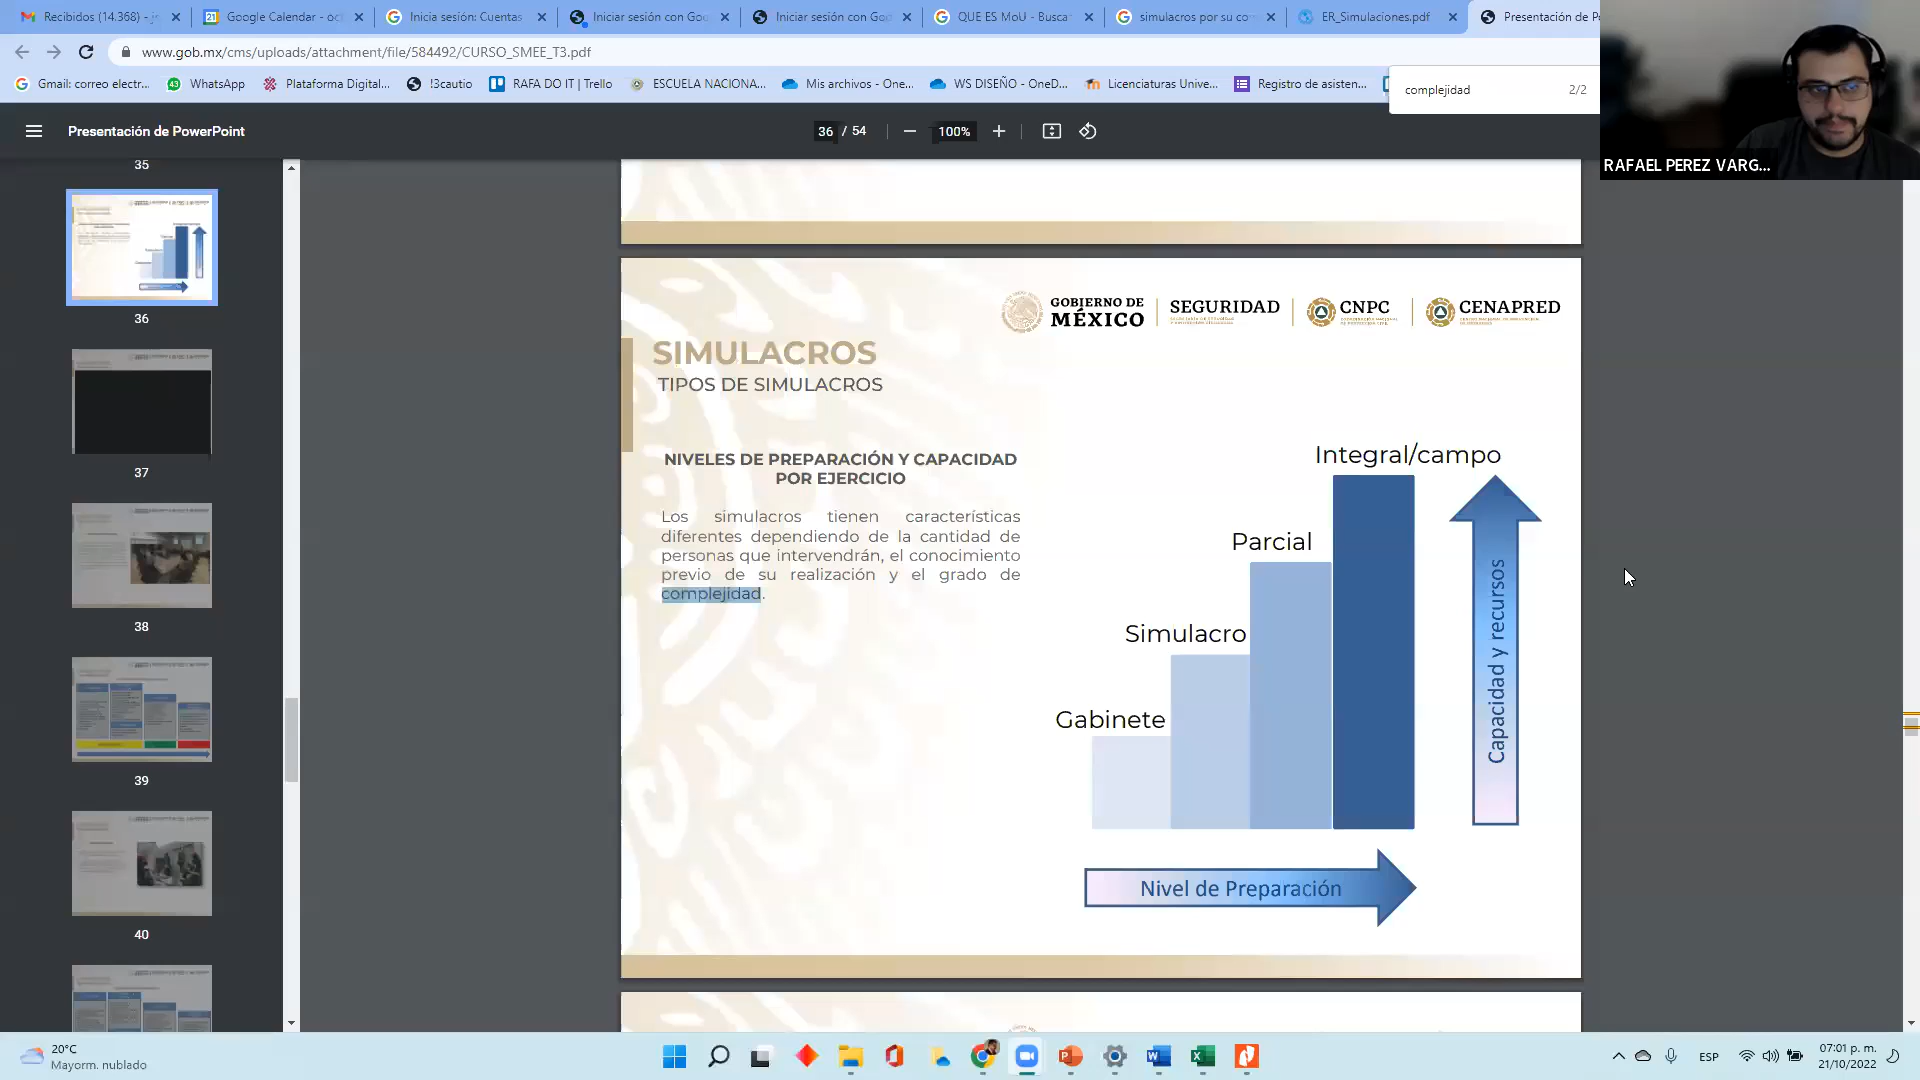 Recibidos (14.368) - j
Google Calendar - oct
Inicia sesión: Cuentas
Iniciar sesión con Goo
Iniciar sesión con Goo
QUE ES MoU - Busca
simulacros por su co
ER_Simulaciones.pdf
Presentación de Po
www.gob.mx/cms/uploads/attachment/file/584492/CURSO_SMEE_T3.pdf
Gmail: correo electr...
WhatsApp
Plataforma Digital...
!3cautio
RAFA DO IT | Trello
ESCUELA NACIONA...
Mis archivos - One...
WS DISEÑO - OneD...
Licenciaturas Unive...
Registro de asisten...
complejidad
2/2
RAFAEL PEREZ VARG...
Presentación de PowerPoint
36 / 54
100%
35
36
37
38
39
40
GOBIERNO DE MÉXICO
SEGURIDAD
CNPC
CENAPRED
SIMULACROS
TIPOS DE SIMULACROS
NIVELES DE PREPARACIÓN Y CAPACIDAD
POR EJERCICIO
Los simulacros tienen características
diferentes dependiendo de la cantidad de
personas que intervendrán, el conocimiento
previo de su realización y el grado de
complejidad.
Integral/campo
Parcial
Simulacro
Gabinete
Capacidad y recursos
Nivel de Preparación
20°C
Mayorm. nublado
ESP
07:01 p. m.
21/10/2022